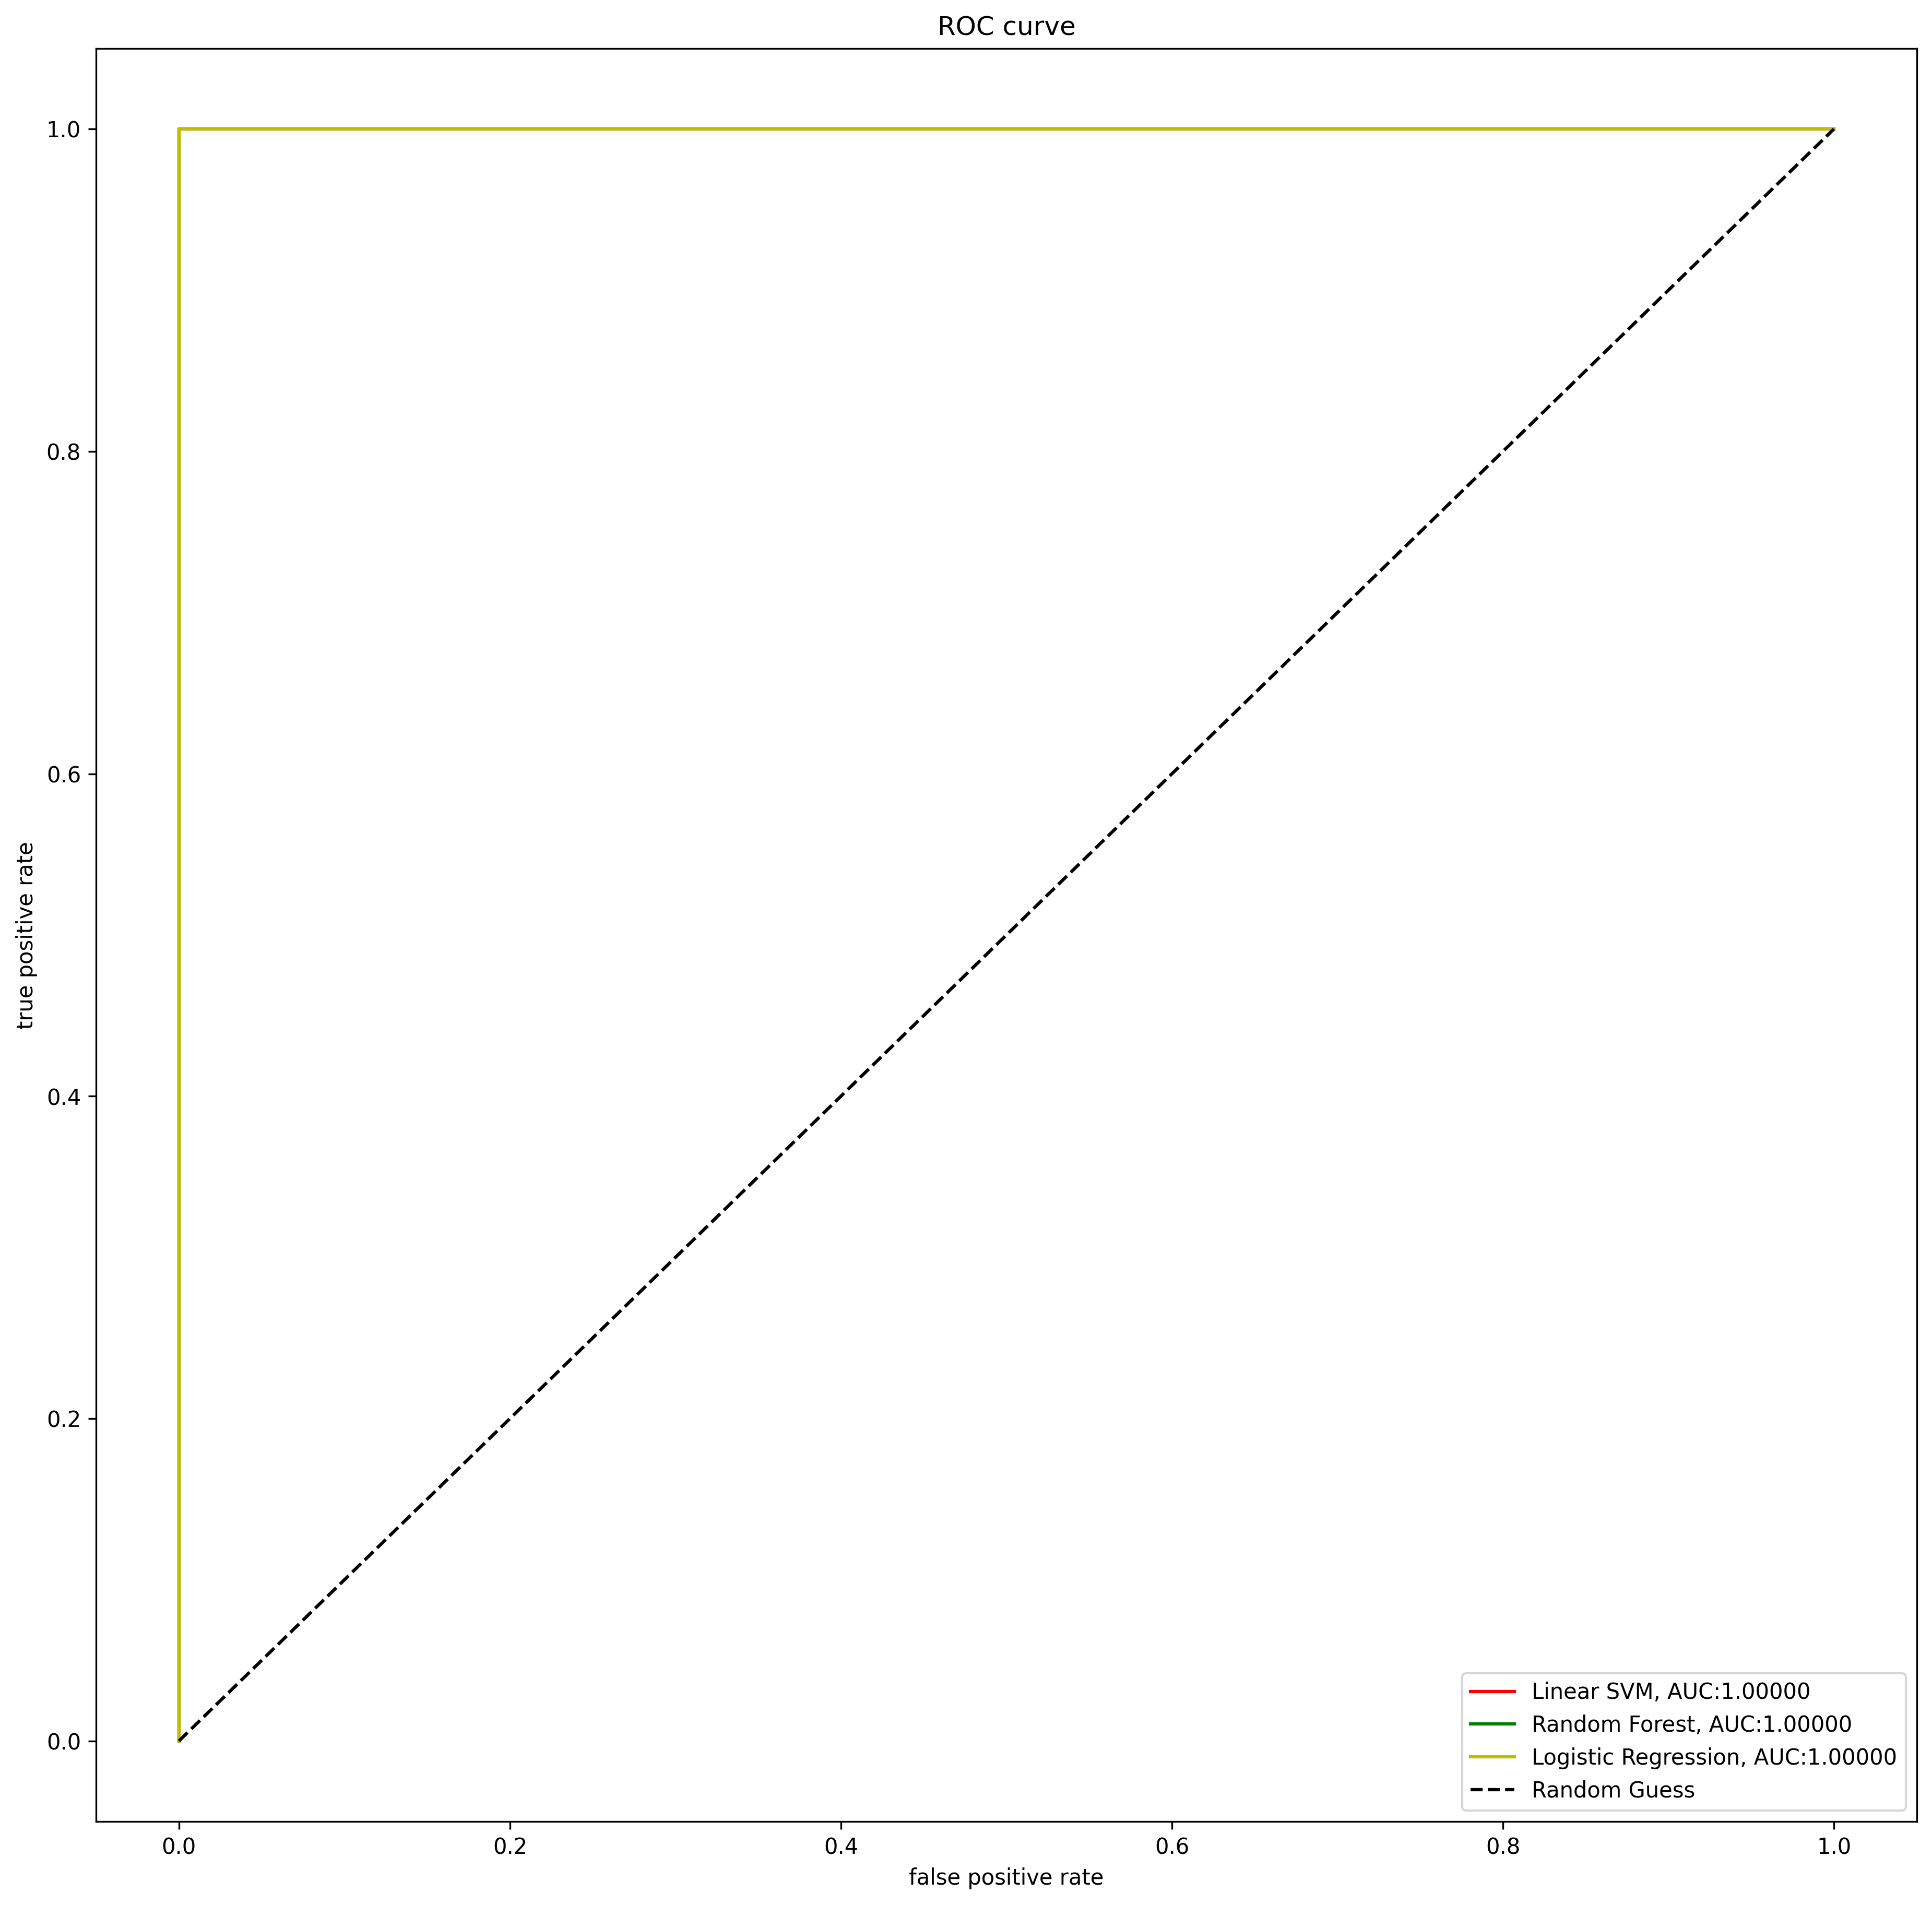 ROC curve
1.0
0.8
0.6
0.4
0.2
0.0
true positive rate
0.0 0.2 0.4 0.6 0.8 1.0
false positive rate
Linear SVM, AUC:1.00000
Random Forest, AUC:1.00000
Logistic Regression, AUC:1.00000
Random Guess